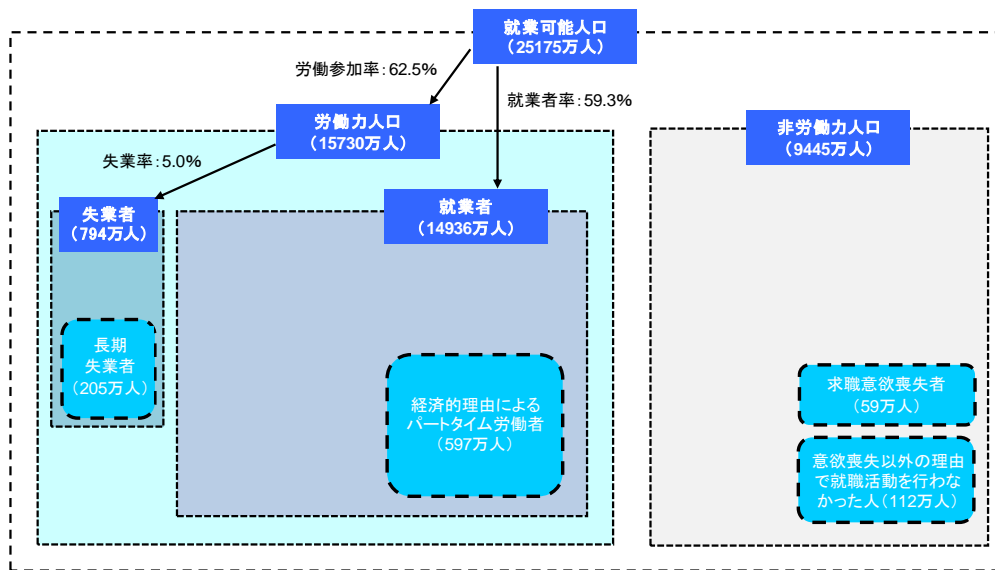 就業可能人口
(25175万人)
労働参加率:62.5%
就業者率:59.3%
労働力人口
(15730万人)
非労働力人口
(9445万人)
失業率:5.0%
失業者
(794万人)
就業者
(14936万人)
長期
失業者
(205万人)
経済的理由による
パートタイム労働者
(597万人)
求職意欲喪失者
(59万人)
意欲喪失以外の理由
で就職活動を行わな
かった人(112万人)